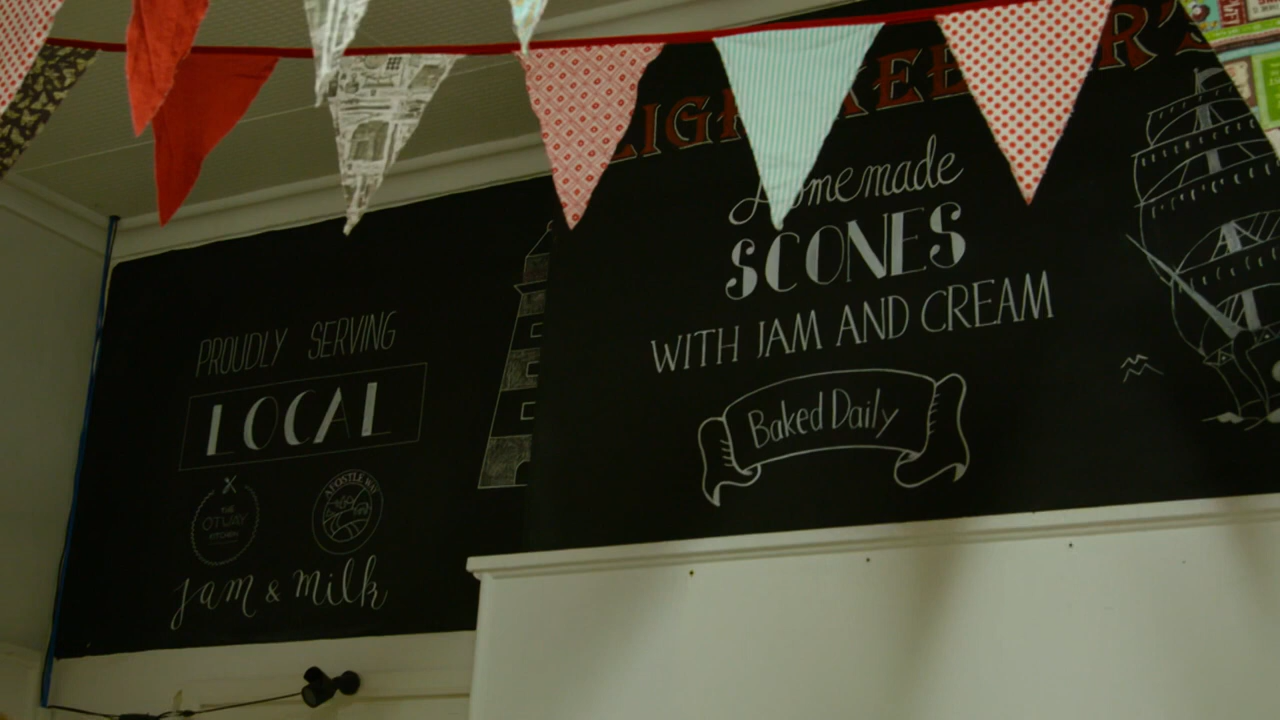 PROUDLY SERVING
LOCAL
THE
OTWAY
KITCHEN
APOSTLE WAY
Jam & Milk
Homemade
SCONES
WITH JAM AND CREAM
Baked Daily